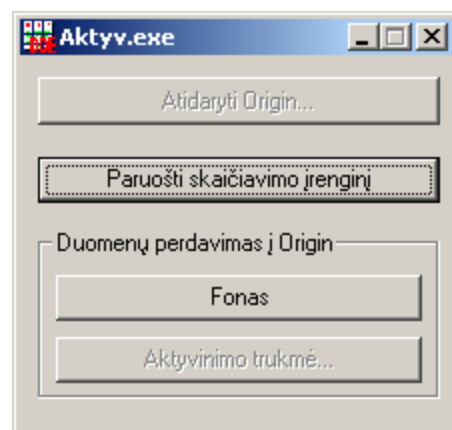 Aktyv.exe
Atidaryti Origin...
Paruošti skaičiavimo įrenginį
Duomenų perdavimas į Origin
Fonas
Aktyvinimo trukmė...